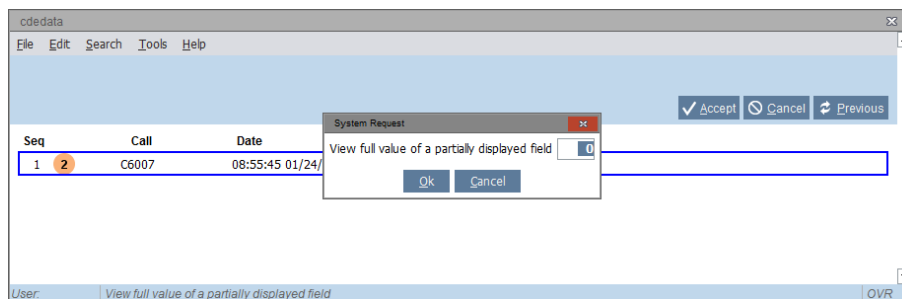 cdedata
File Edit Search Tools Help
Accept Cancel Previous
System Request
View full value of a partially displayed field 0
Ok Cancel
Seq Call Date
1 2 C6007 08:55:45 01/24/
User: View full value of a partially displayed field OVR